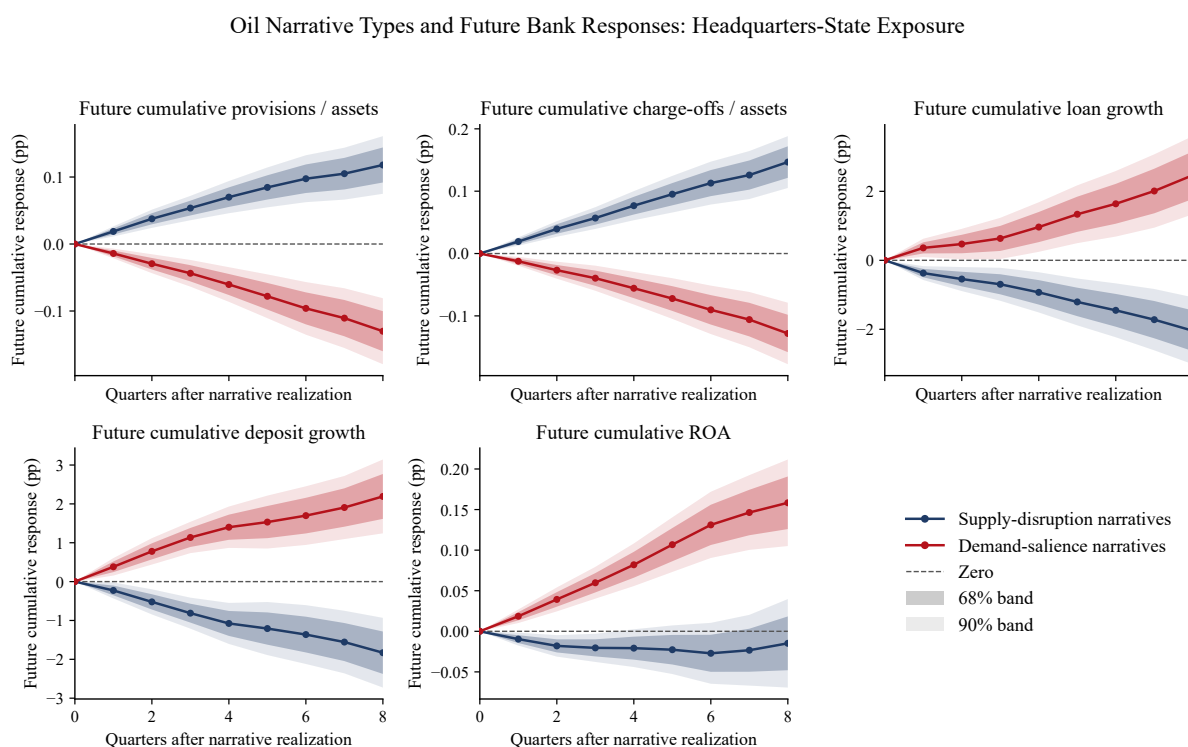 Oil Narrative Types and Future Bank Responses: Headquarters-State Exposure
Future cumulative provisions / assets
Future cumulative response (pp)
0.1
0.0
−0.1
Quarters after narrative realization
Future cumulative charge-offs / assets
Future cumulative response (pp)
0.2
0.1
0.0
−0.1
Quarters after narrative realization
Future cumulative loan growth
Future cumulative response (pp)
2
0
−2
Quarters after narrative realization
Future cumulative deposit growth
Future cumulative response (pp)
3
2
1
0
−1
−2
−3
0 2 4 6 8
Quarters after narrative realization
Future cumulative ROA
Future cumulative response (pp)
0.20
0.15
0.10
0.05
0.00
−0.05
0 2 4 6 8
Quarters after narrative realization
Supply-disruption narratives
Demand-salience narratives
Zero
68% band
90% band